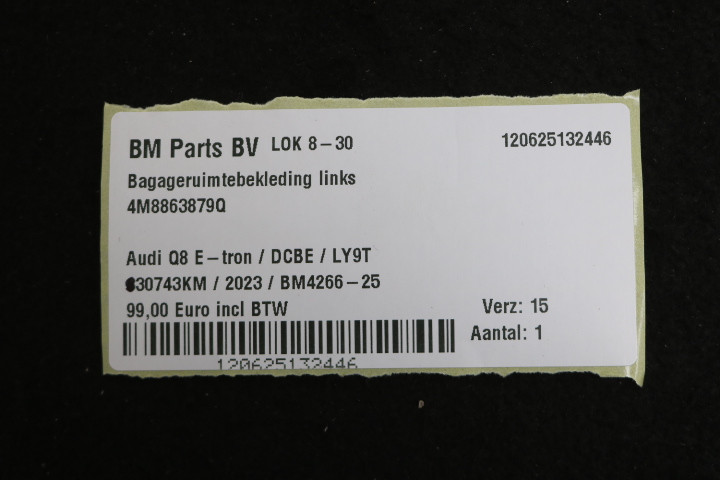 BM Parts BV LOK 8-30 120625132446
Bagageruimtebekleding links
4M8863879Q
Audi Q8 E-tron / DCBE / LY9T
30743KM / 2023 / BM4266-25
99,00 Euro incl BTW Verz: 15
Aantal: 1
120625132446